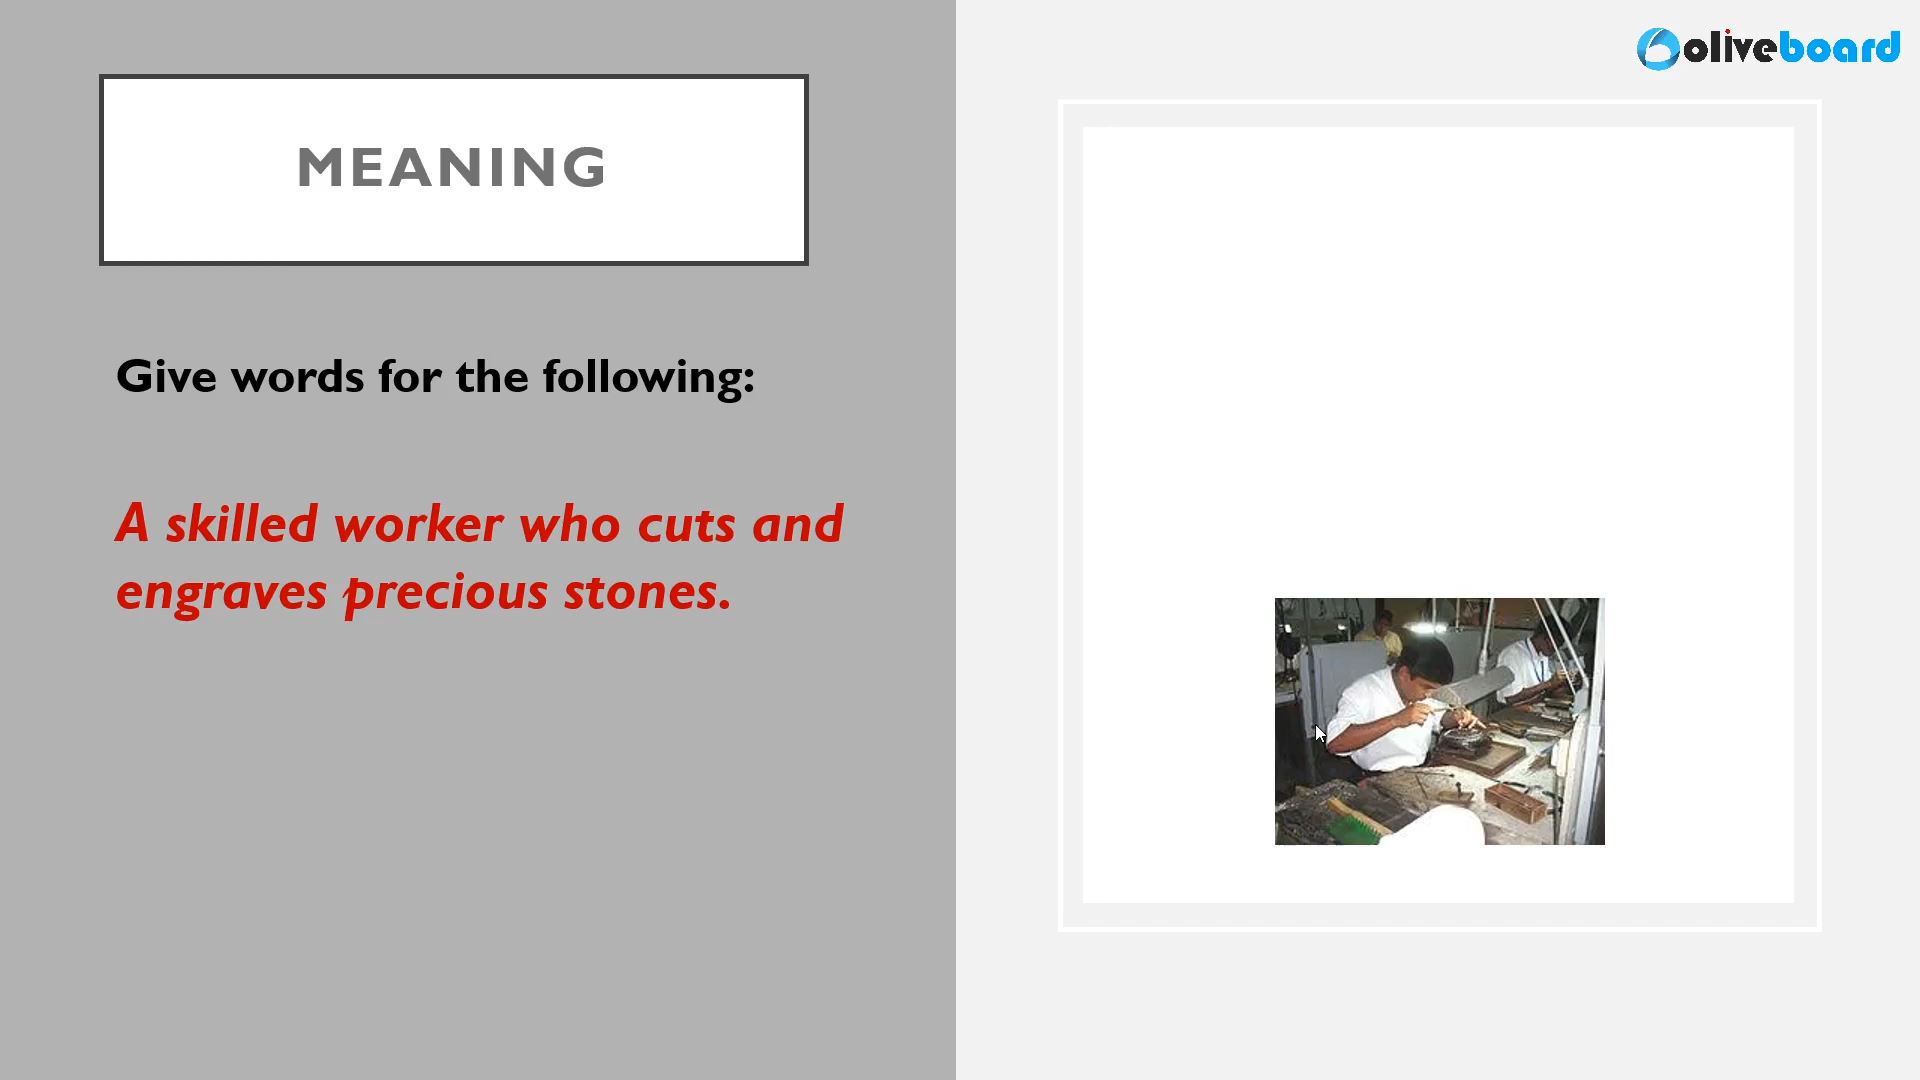 oliveboard
MEANING
Give words for the following:
A skilled worker who cuts and
engraves precious stones.